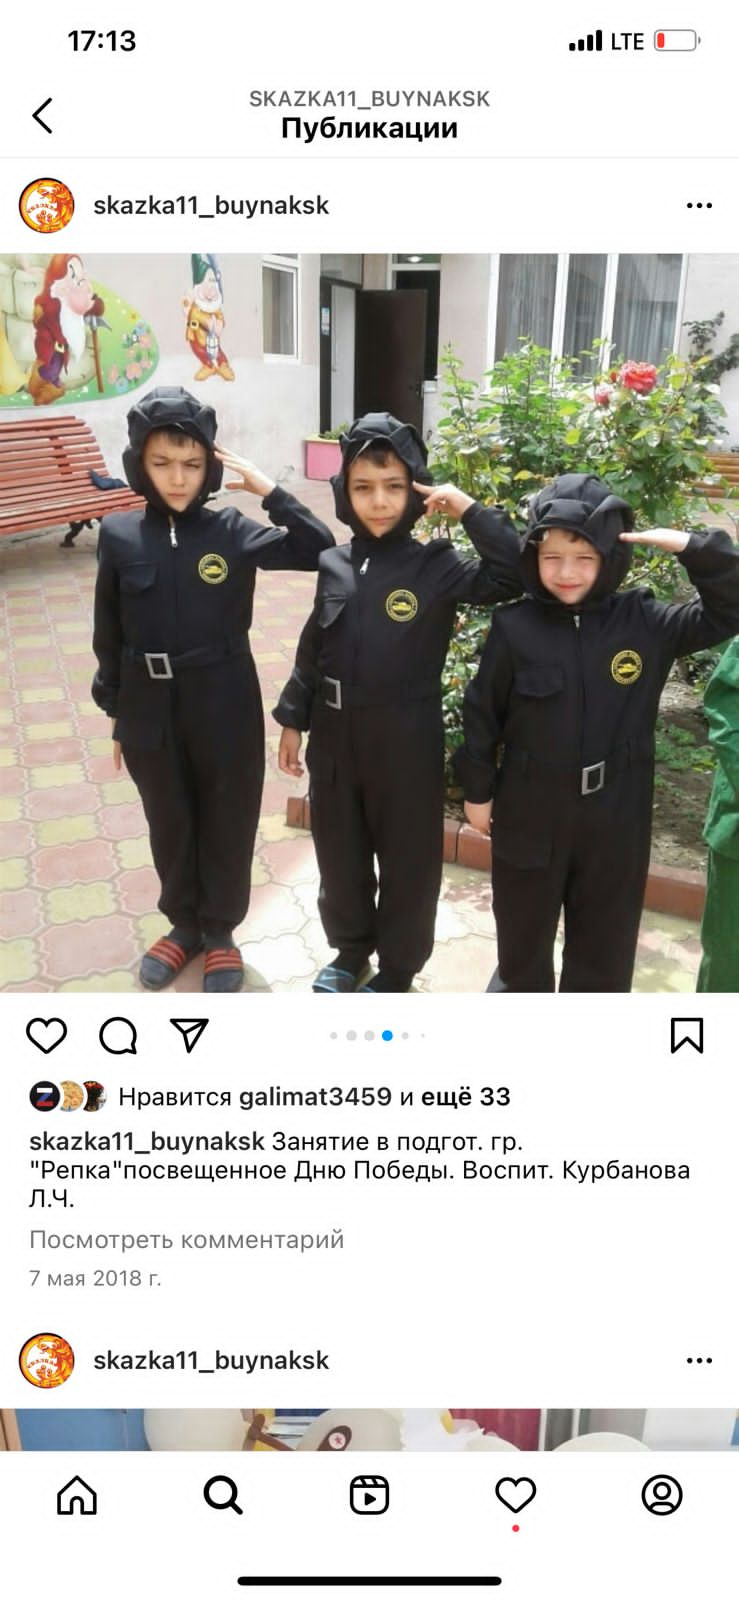 17:13
LTE
SKAZKA11_BUYNAKSK
Публикации
skazka11_buynaksk
Нравится galimat3459 и ещё 33
skazka11_buynaksk Занятие в подгот. гр.
"Репка"посвещенное Дню Победы. Воспит. Курбанова
Л.Ч.
Посмотреть комментарий
7 мая 2018 г.
skazka11_buynaksk